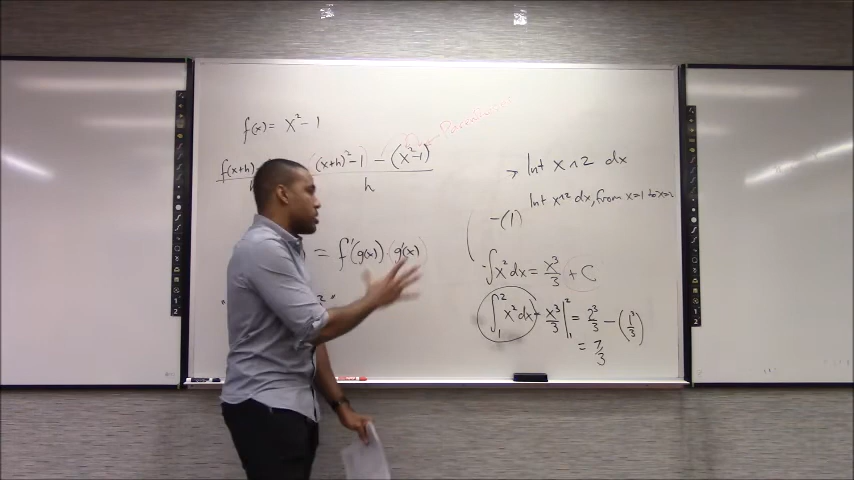 f(x) = x² - 1
f(x+h) (x+h)² - 1 - (x² - 1)
h
= f'(g(x)) · g'(x)
> Int x^2 dx
Int x^2 dx, from x=1 to x=2
-(1)
∫x² dx = x³/3 + C
∫₁² x² dx = x³/3 |₁² = 2³/3 - (1³/3)
= 7/3